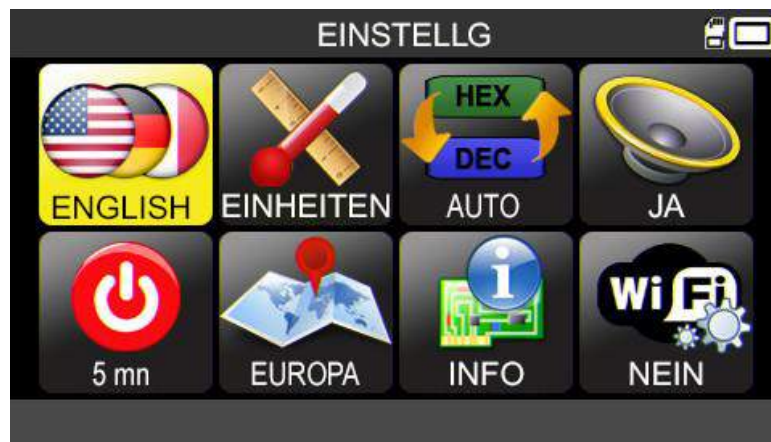 EINSTELLG
HEX
DEC
ENGLISH EINHEITEN AUTO JA
i
Wi Fi
5 mn EUROPA INFO NEIN